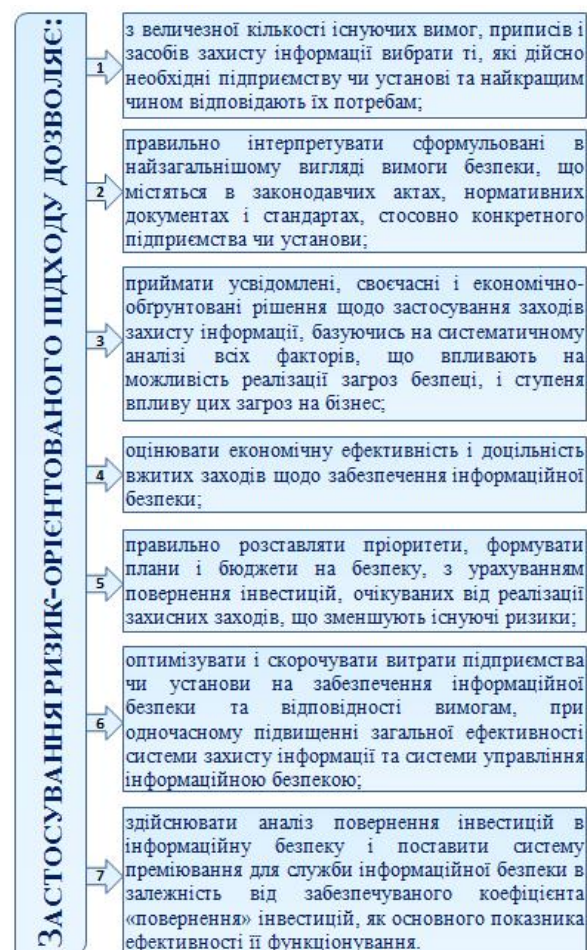 ЗАСТОСУВАННЯ РИЗИК-ОРІЄНТОВАНОГО ПІДХОДУ ДОЗВОЛЯЄ:
1
з величезної кількості існуючих вимог, приписів і
засобів захисту інформації вибрати ті, які дійсно
необхідні підприємству чи установі та найкращим
чином відповідають їх потребам;
2
правильно інтерпретувати сформульовані в
найзагальнішому вигляді вимоги безпеки, що
містяться в законодавчих актах, нормативних
документах і стандартах, стосовно конкретного
підприємства чи установи;
3
приймати усвідомлені, своєчасні і економічно-
обґрунтовані рішення щодо застосування заходів
захисту інформації, базуючись на систематичному
аналізі всіх факторів, що впливають на
можливість реалізації загроз безпеці, і ступеня
впливу цих загроз на бізнес;
4
оцінювати економічну ефективність і доцільність
вжитих заходів щодо забезпечення інформаційної
безпеки;
5
правильно розставляти пріоритети, формувати
плани і бюджети на безпеку, з урахуванням
повернення інвестицій, очікуваних від реалізації
захисних заходів, що зменшують існуючі ризики;
6
оптимізувати і скорочувати витрати підприємства
чи установи на забезпечення інформаційної
безпеки та відповідності вимогам, при
одночасному підвищенні загальної ефективності
системи захисту інформації та системи управління
інформаційною безпекою;
7
здійснювати аналіз повернення інвестицій в
інформаційну безпеку і поставити систему
преміювання для служби інформаційної безпеки в
залежність від забезпечуваного коефіцієнта
«повернення» інвестицій, як основного показника
ефективності її функціонування.